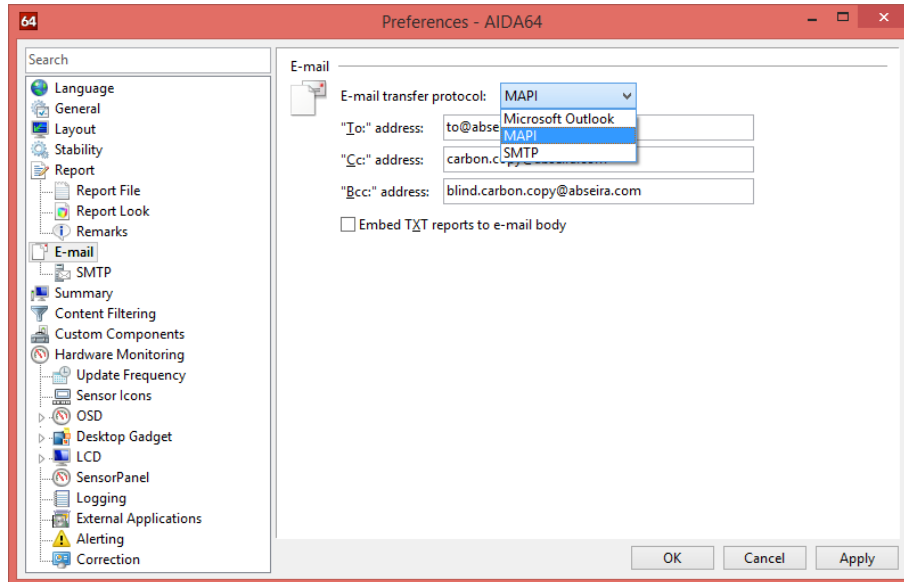 64
Preferences - AIDA64
Search
Language
General
Layout
Stability
Report
Report File
Report Look
Remarks
E-mail
SMTP
Summary
Content Filtering
Custom Components
Hardware Monitoring
Update Frequency
Sensor Icons
OSD
Desktop Gadget
LCD
SensorPanel
Logging
External Applications
Alerting
Correction
E-mail
E-mail transfer protocol: MAPI
Microsoft Outlook
MAPI
SMTP
"To:" address: to@abse
"Cc:" address:
"Bcc:" address: blind.carbon.copy@abseira.com
Embed TXT reports to e-mail body
OK Cancel Apply